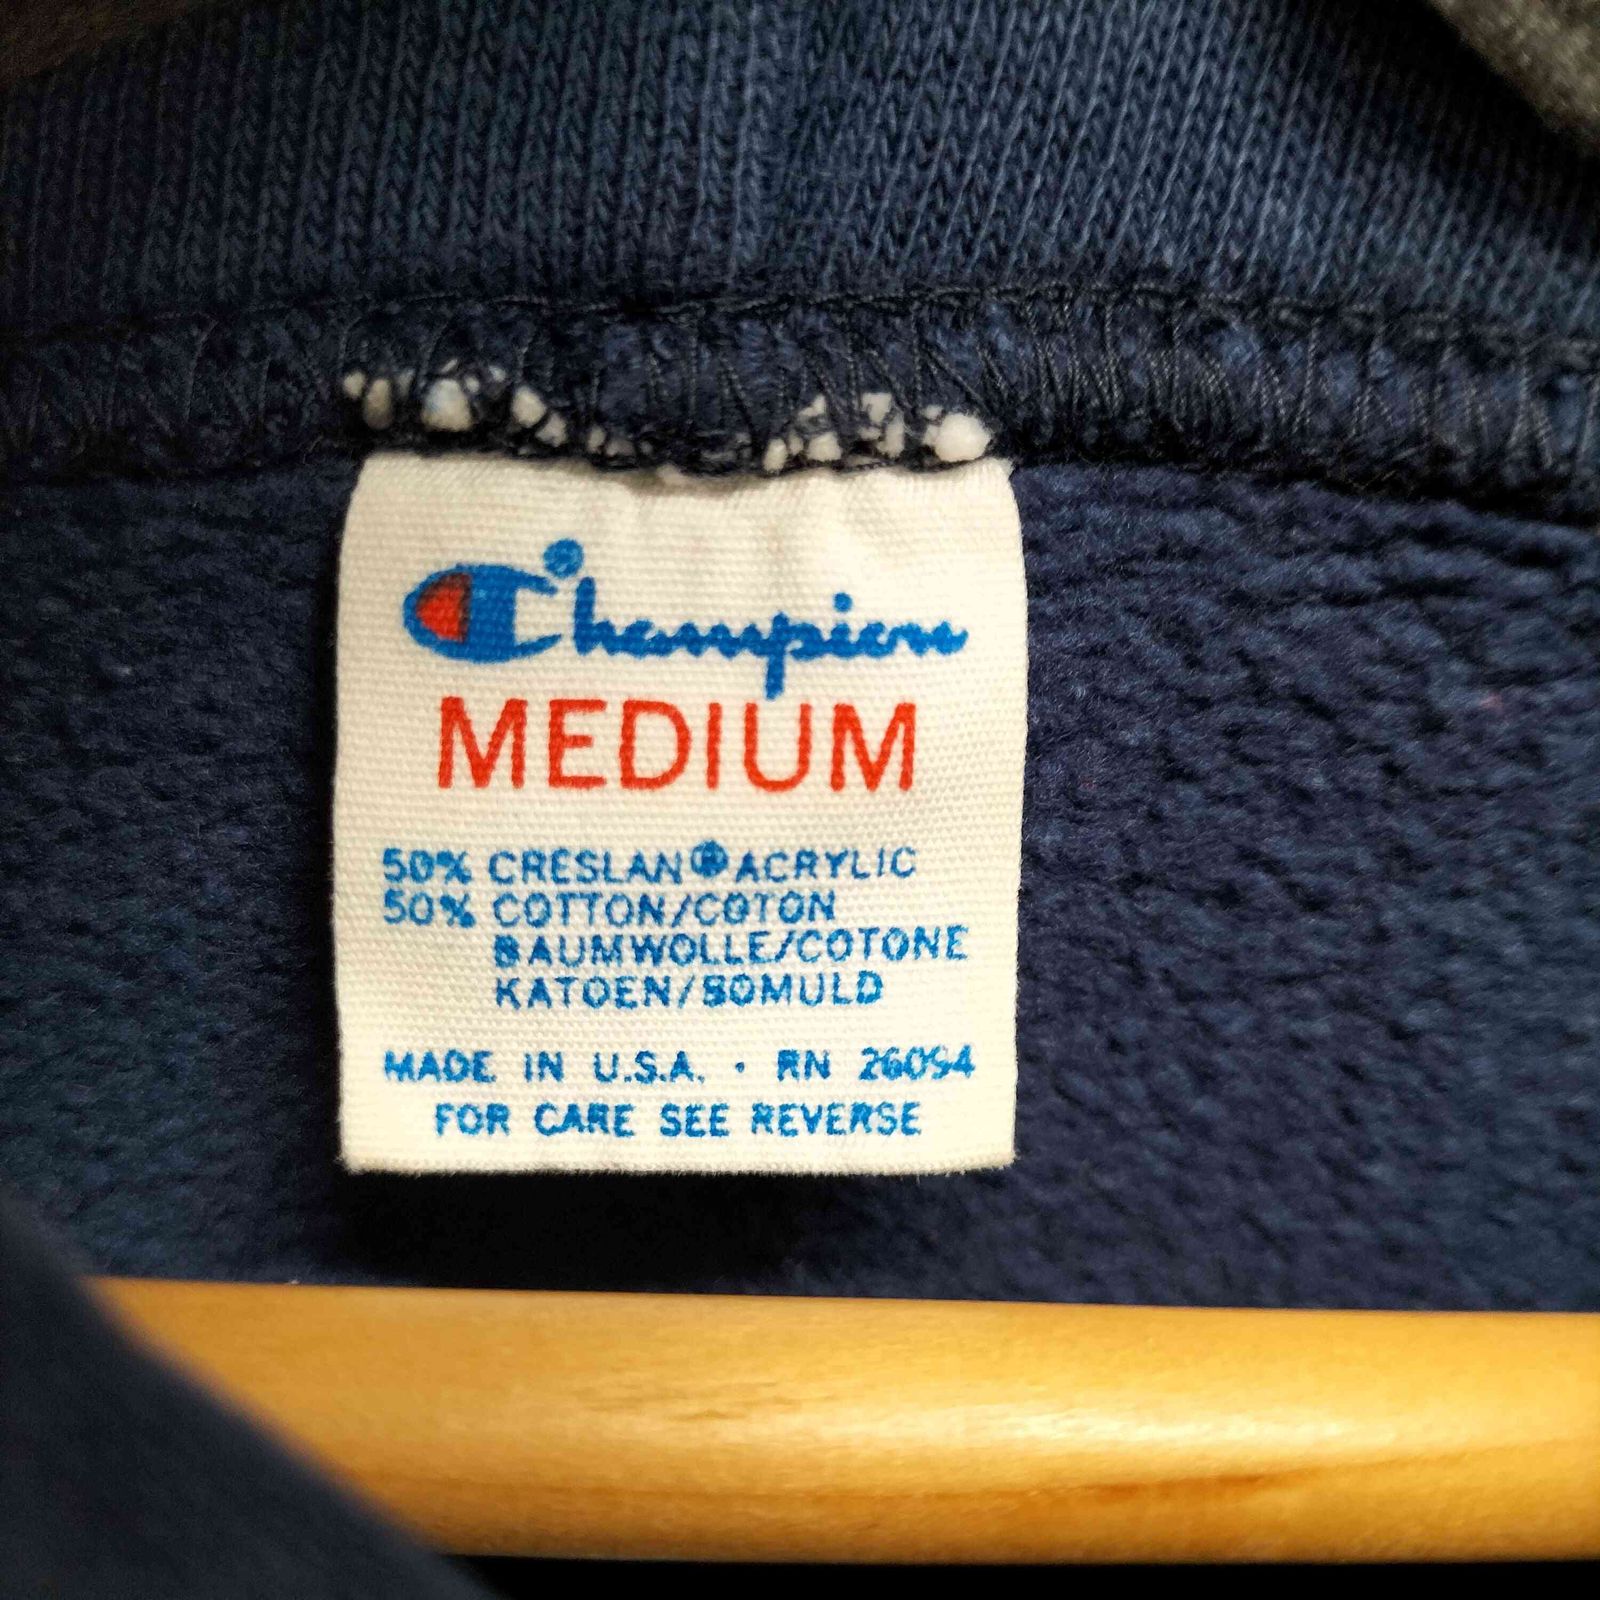 Champion®
MEDIUM
50% CRESLAN® ACRYLIC
50% COTTON/COTON
BAUMWOLLE/COTONE
KATOEN/BOMULD
MADE IN U.S.A. · RN 26094
FOR CARE SEE REVERSE